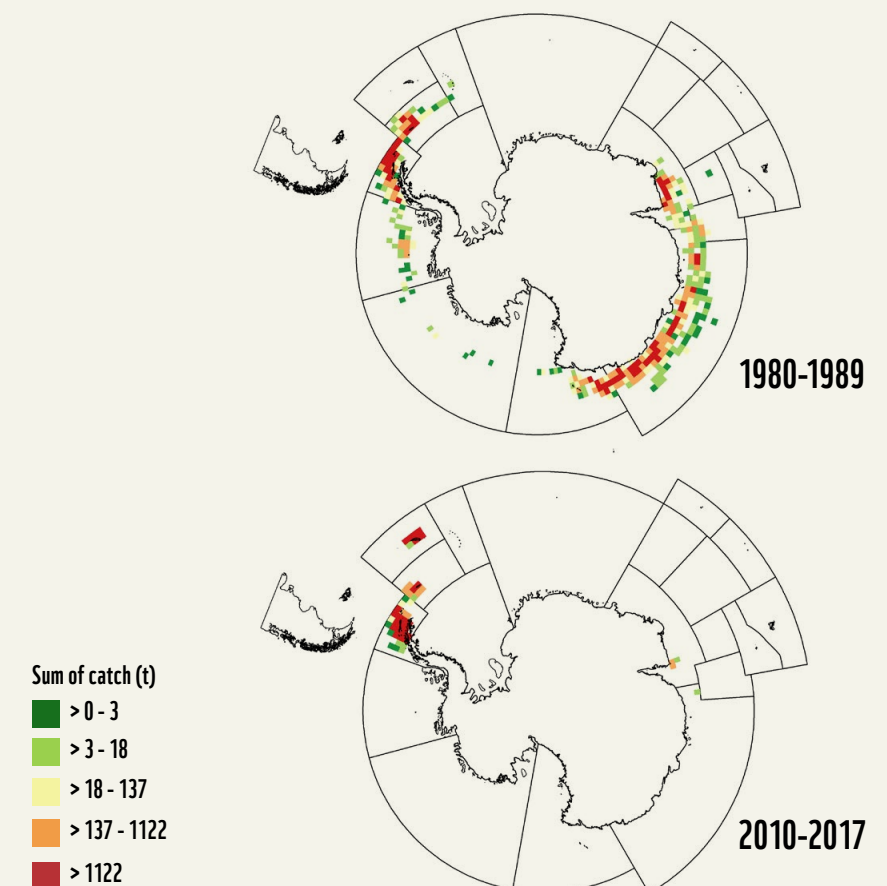 1980-1989
Sum of catch (t)
> 0 - 3
> 3 - 18
> 18 - 137
> 137 - 1122
> 1122
2010-2017